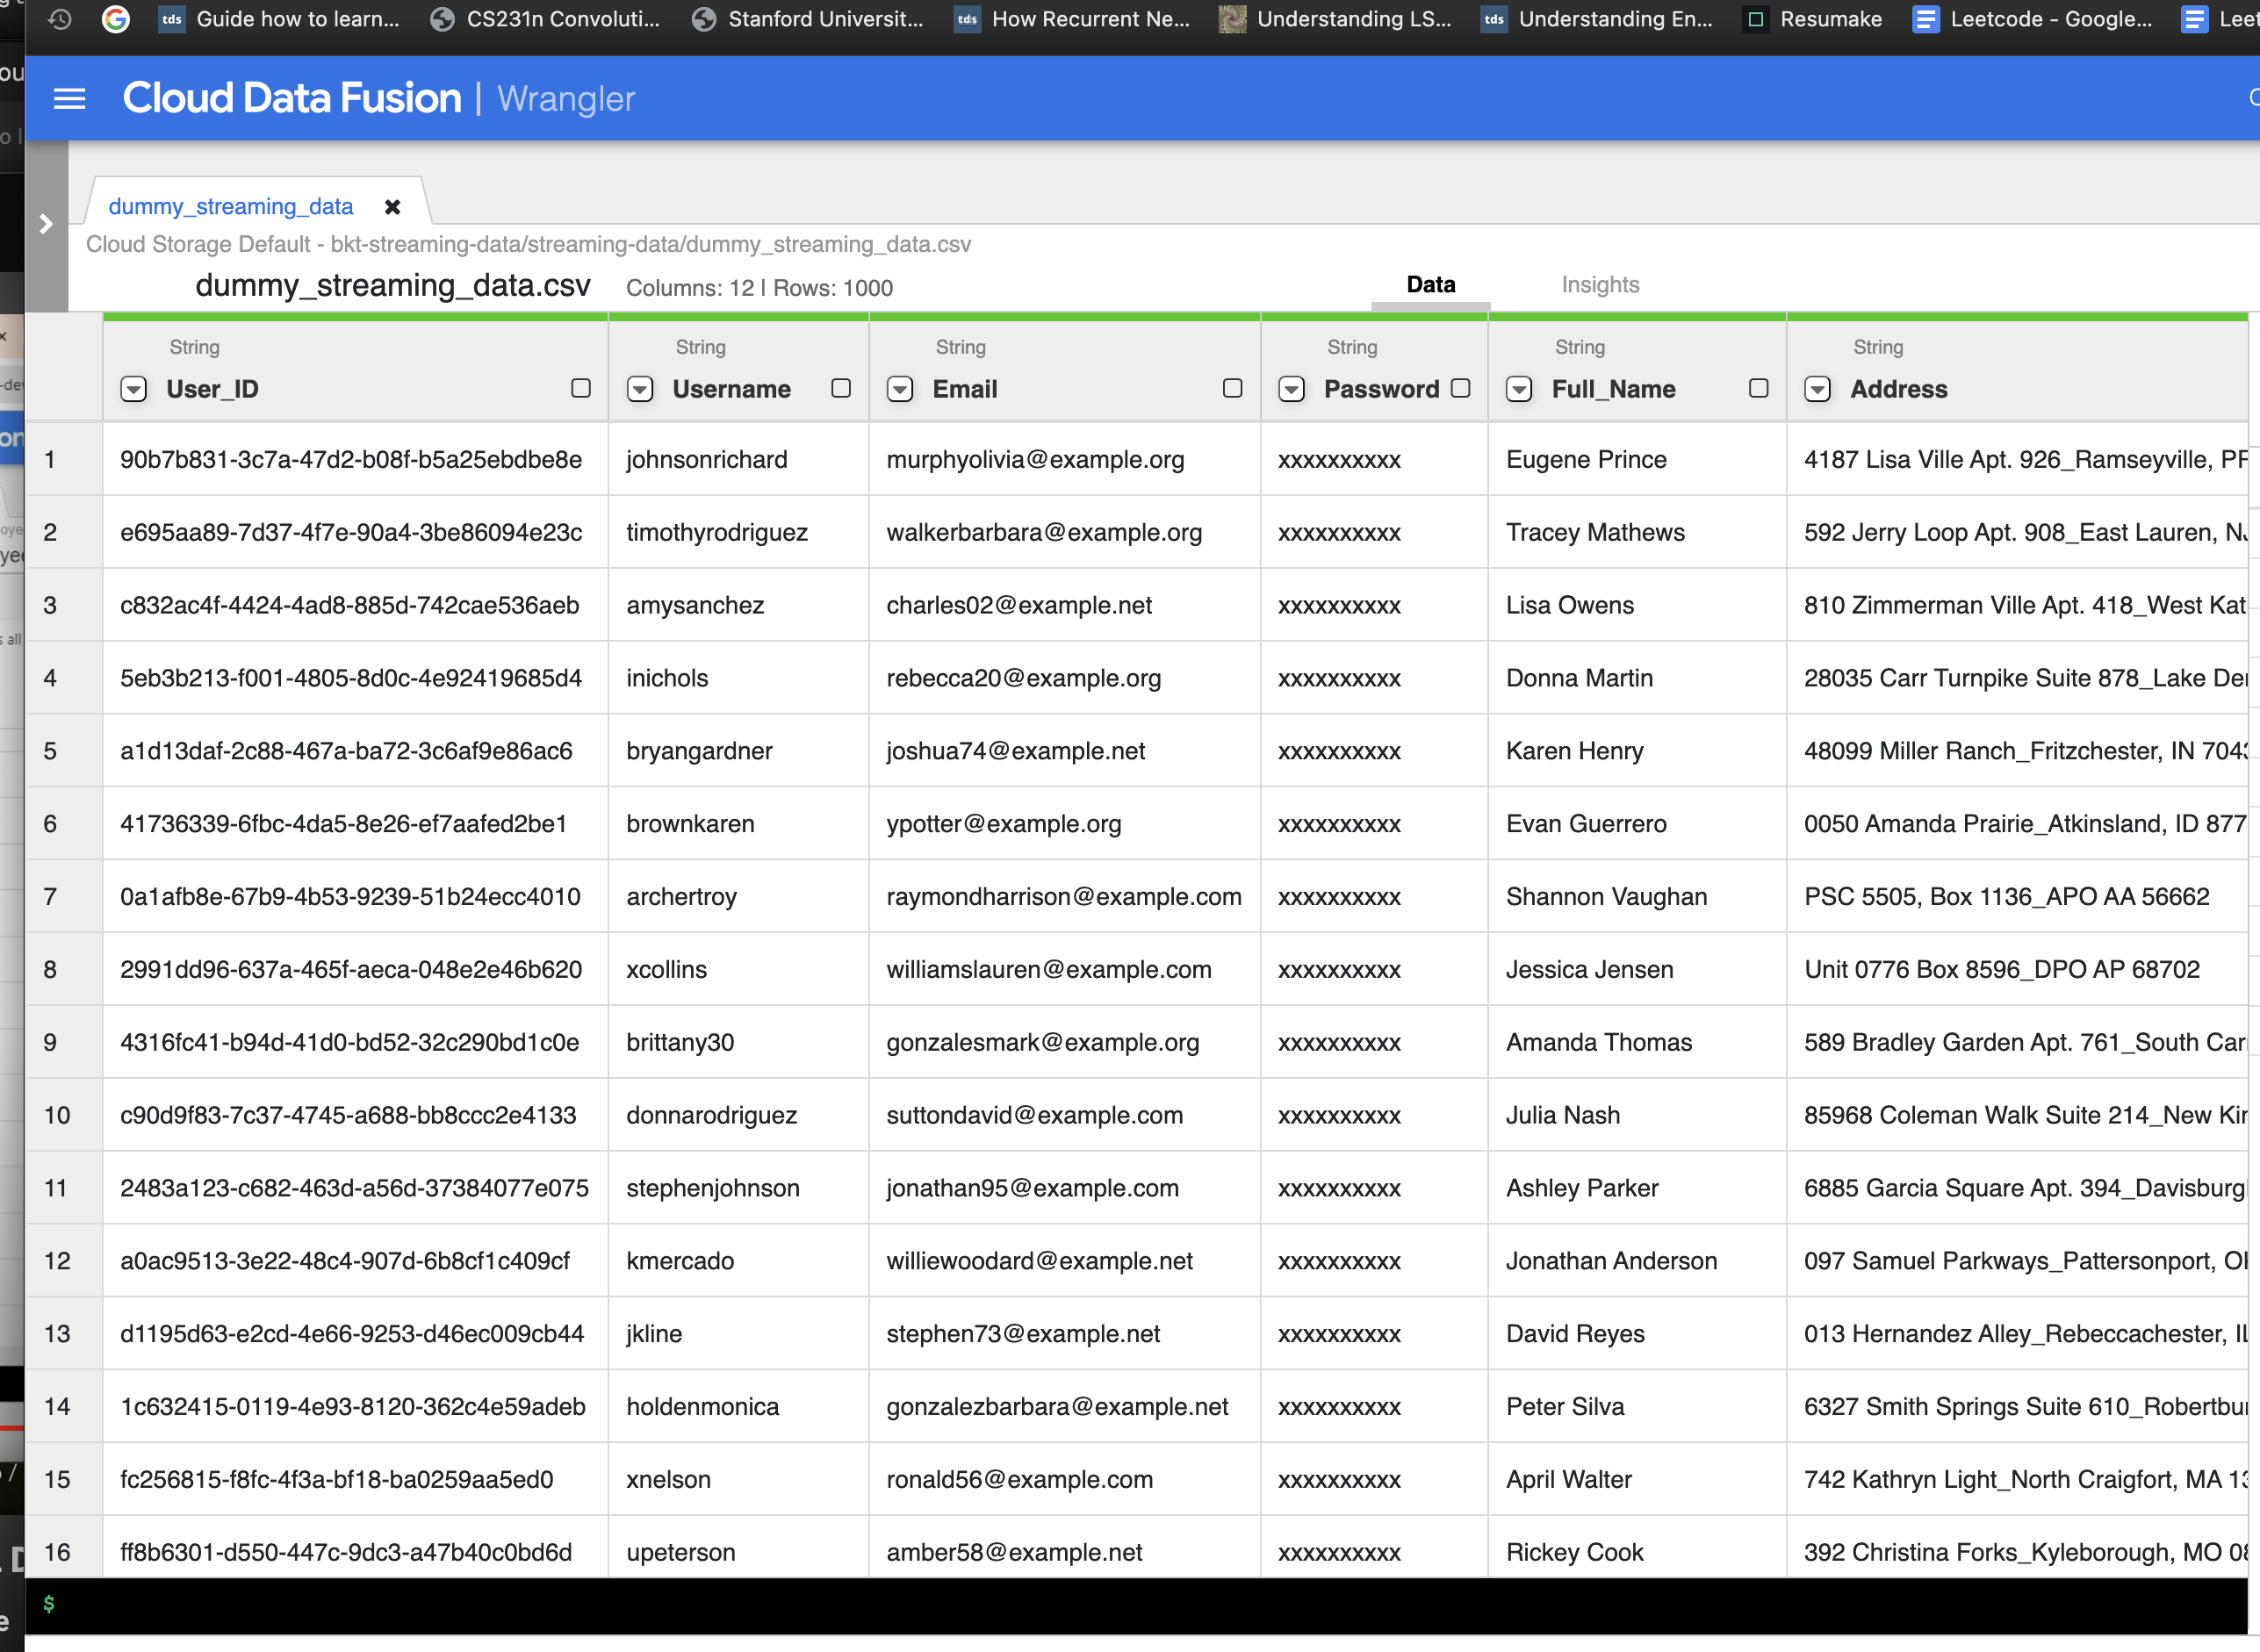 Guide how to learn... CS231n Convoluti... Stanford Universit... How Recurrent Ne... Understanding LS... Understanding En... Resumake Leetcode - Google... Leet
Cloud Data Fusion | Wrangler
dummy_streaming_data
Cloud Storage Default - bkt-streaming-data/streaming-data/dummy_streaming_data.csv
dummy_streaming_data.csv Columns: 12 | Rows: 1000 Data Insights
String String String String String String
User_ID Username Email Password Full_Name Address
1 90b7b831-3c7a-47d2-b08f-b5a25ebdbe8e johnsonrichard murphyolivia@example.org xxxxxxxxxx Eugene Prince 4187 Lisa Ville Apt. 926_Ramseyville,
2 e695aa89-7d37-4f7e-90a4-3be86094e23c timothyrodriguez walkerbarbara@example.org xxxxxxxxxx Tracey Mathews 592 Jerry Loop Apt. 908_East Lauren,
3 c832ac4f-4424-4ad8-885d-742cae536aeb amysanchez charles02@example.net xxxxxxxxxx Lisa Owens 810 Zimmerman Ville Apt. 418_West Kat
4 5eb3b213-f001-4805-8d0c-4e92419685d4 inichols rebecca20@example.org xxxxxxxxxx Donna Martin 28035 Carr Turnpike Suite 878_Lake
5 a1d13daf-2c88-467a-ba72-3c6af9e86ac6 bryangardner joshua74@example.net xxxxxxxxxx Karen Henry 48099 Miller Ranch_Fritzchester, IN
6 41736339-6fbc-4da5-8e26-ef7aafed2be1 brownkaren ypotter@example.org xxxxxxxxxx Evan Guerrero 0050 Amanda Prairie_Atkinsland, ID 877
7 0a1afb8e-67b9-4b53-9239-51b24ecc4010 archertroy raymondharrison@example.com xxxxxxxxxx Shannon Vaughan PSC 5505, Box 1136_APO AA 56662
8 2991dd96-637a-465f-aeca-048e2e46b620 xcollins williamslauren@example.com xxxxxxxxxx Jessica Jensen Unit 0776 Box 8596_DPO AP 68702
9 4316fc41-b94d-41d0-bd52-32c290bd1c0e brittany30 gonzalesmark@example.org xxxxxxxxxx Amanda Thomas 589 Bradley Garden Apt. 761_South Car
10 c90d9f83-7c37-4745-a688-bb8ccc2e4133 donnarodriguez suttondavid@example.com xxxxxxxxxx Julia Nash 85968 Coleman Walk Suite 214_New
11 2483a123-c682-463d-a56d-37384077e075 stephenjohnson jonathan95@example.com xxxxxxxxxx Ashley Parker 6885 Garcia Square Apt. 394_Davisburg
12 a0ac9513-3e22-48c4-907d-6b8cf1c409cf kmercado williewoodard@example.net xxxxxxxxxx Jonathan Anderson 097 Samuel Parkways_Pattersonport,
13 d1195d63-e2cd-4e66-9253-d46ec009cb44 jkline stephen73@example.net xxxxxxxxxx David Reyes 013 Hernandez Alley_Rebeccachester,
14 1c632415-0119-4e93-8120-362c4e59adeb holdenmonica gonzalezbarbara@example.net xxxxxxxxxx Peter Silva 6327 Smith Springs Suite 610_Robertbu
15 fc256815-f8fc-4f3a-bf18-ba0259aa5ed0 xnelson ronald56@example.com xxxxxxxxxx April Walter 742 Kathryn Light_North Craigfort, MA
16 ff8b6301-d550-447c-9dc3-a47b40c0bd6d upeterson amber58@example.net xxxxxxxxxx Rickey Cook 392 Christina Forks_Kyleborough, MO
$